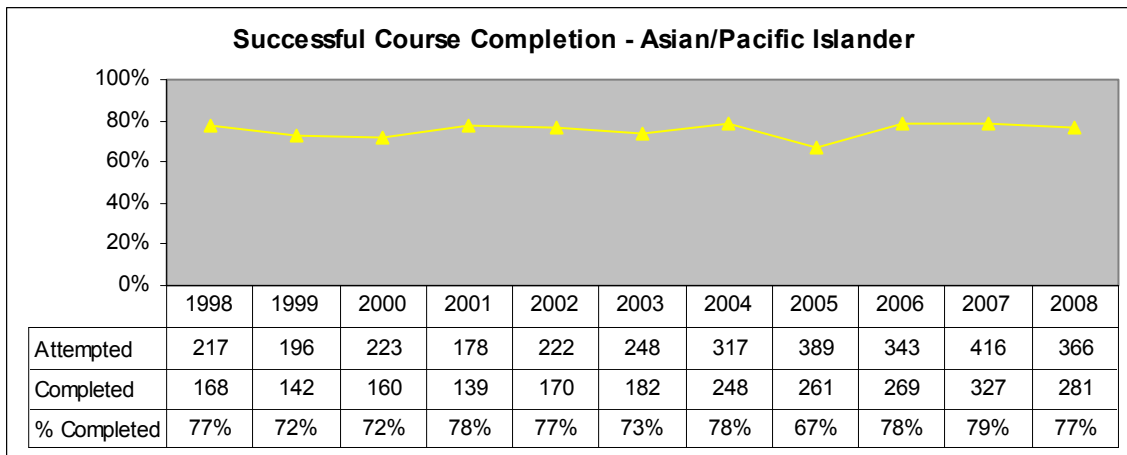 Successful Course Completion - Asian/Pacific Islander
100%
80%
60%
40%
20%
0%
1998 1999 2000 2001 2002 2003 2004 2005 2006 2007 2008
Attempted 217 196 223 178 222 248 317 389 343 416 366
Completed 168 142 160 139 170 182 248 261 269 327 281
% Completed 77% 72% 72% 78% 77% 73% 78% 67% 78% 79% 77%